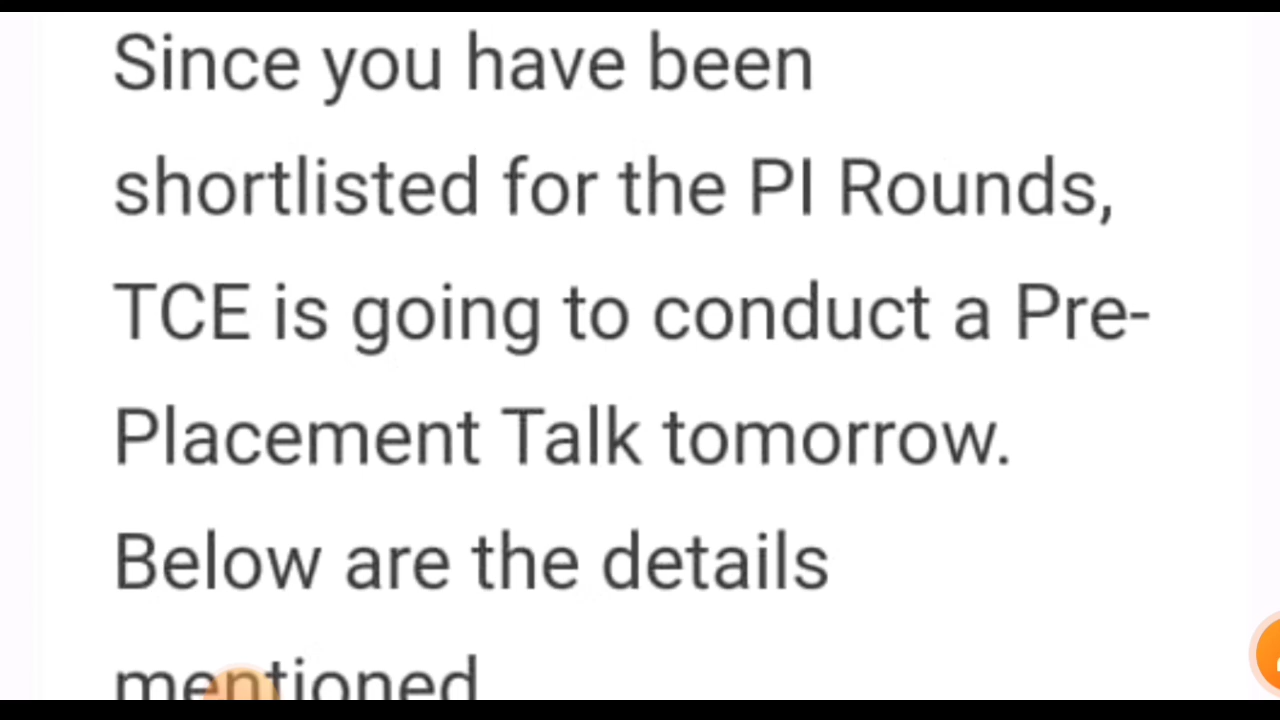 Since you have been
shortlisted for the PI Rounds,
TCE is going to conduct a Pre-
Placement Talk tomorrow.
Below are the details
mentioned